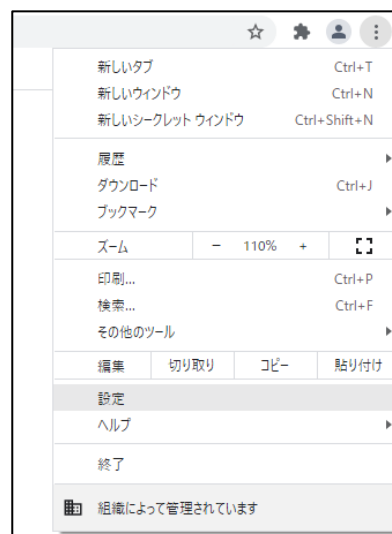 新しいタブ Ctrl+T
新しいウィンドウ Ctrl+N
新しいシークレット ウィンドウ Ctrl+Shift+N
履歴
ダウンロード Ctrl+J
ブックマーク
ズーム － 110% +
印刷... Ctrl+P
検索... Ctrl+F
その他のツール
編集 切り取り コピー 貼り付け
設定
ヘルプ
終了
組織によって管理されています